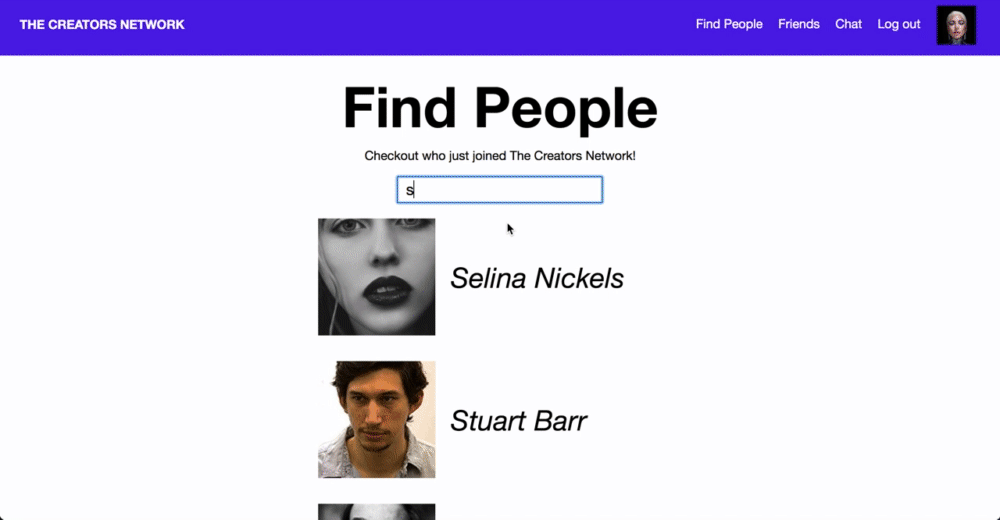 THE CREATORS NETWORK
Find People Friends Chat Log out
Find People
Checkout who just joined The Creators Network!
s
Selina Nickels
Stuart Barr